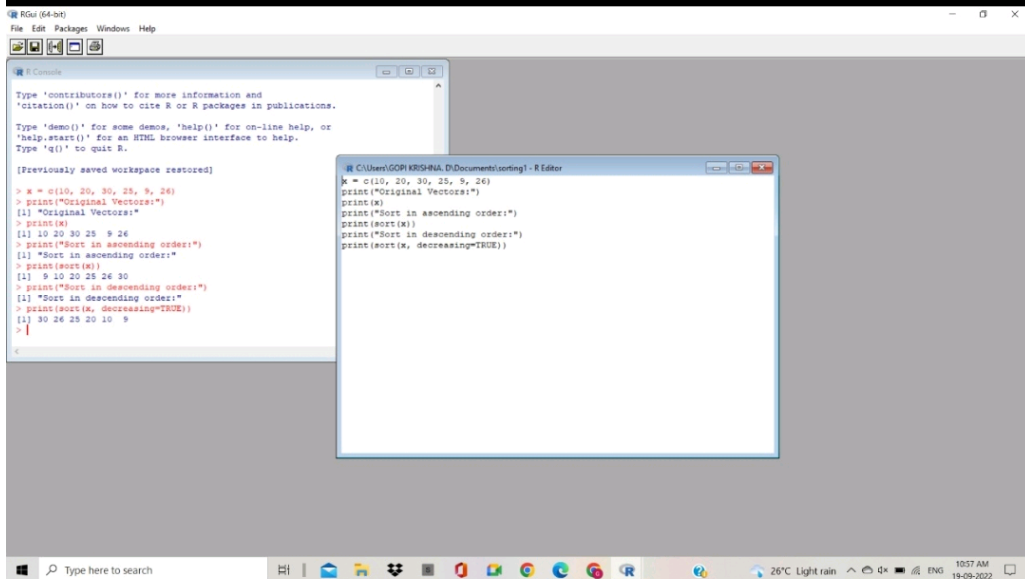 RGui (64-bit)
File Edit Packages Windows Help
R Console
Type 'contributors()' for more information and
'citation()' on how to cite R or R packages in publications.
Type 'demo()' for some demos, 'help()' for on-line help, or
'help.start()' for an HTML browser interface to help.
Type 'q()' to quit R.
[Previously saved workspace restored]
> x = c(10, 20, 30, 25, 9, 26)
> print("Original Vectors:")
[1] "Original Vectors:"
> print(x)
[1] 10 20 30 25  9 26
> print("Sort in ascending order:")
[1] "Sort in ascending order:"
> print(sort(x))
[1]  9 10 20 25 26 30
> print("Sort in descending order:")
[1] "Sort in descending order:"
> print(sort(x, decreasing=TRUE))
[1] 30 26 25 20 10  9
>
C:\Users\GOPI KRISHNA. D\Documents\sorting1 - R Editor
x = c(10, 20, 30, 25, 9, 26)
print("Original Vectors:")
print(x)
print("Sort in ascending order:")
print(sort(x))
print("Sort in descending order:")
print(sort(x, decreasing=TRUE))
Type here to search
26°C Light rain
ENG
10:57 AM
19-09-2022